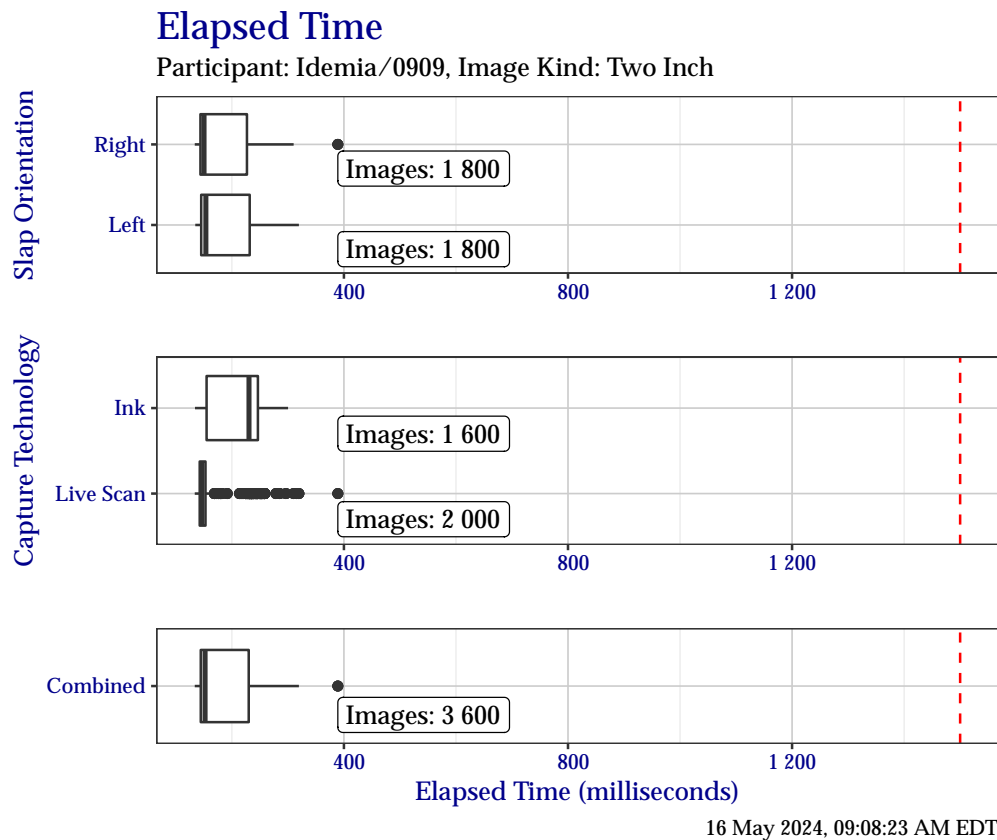 Elapsed Time
Participant: Idemia/0909, Image Kind: Two Inch
Slap Orientation
Right
Images: 1 800
Left
Images: 1 800
400 800 1 200
Capture Technology
Ink
Images: 1 600
Live Scan
Images: 2 000
400 800 1 200
Combined
Images: 3 600
400 800 1 200
Elapsed Time (milliseconds)
16 May 2024, 09:08:23 AM EDT